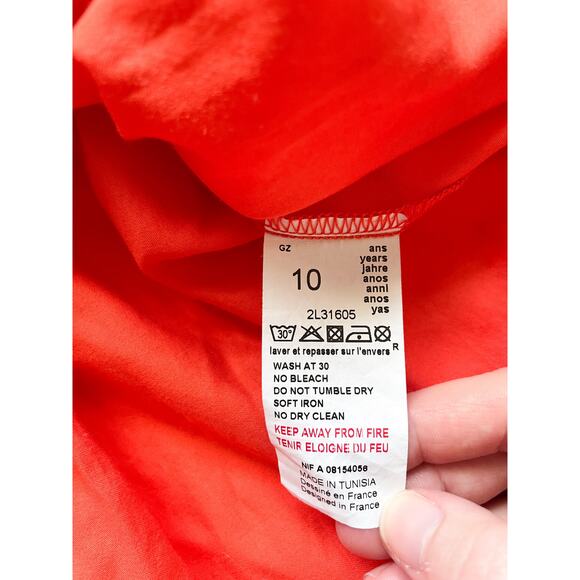 GZ
10
ans
years
jahre
anos
anni
anos
yas
2L31605
30°
laver et repasser sur l'envers R
WASH AT 30
NO BLEACH
DO NOT TUMBLE DRY
SOFT IRON
NO DRY CLEAN
KEEP AWAY FROM FIRE
TENIR ELOIGNE DU FEU
NIF A 08154056
MADE IN TUNISIA
Dessiné en France
Designed in France